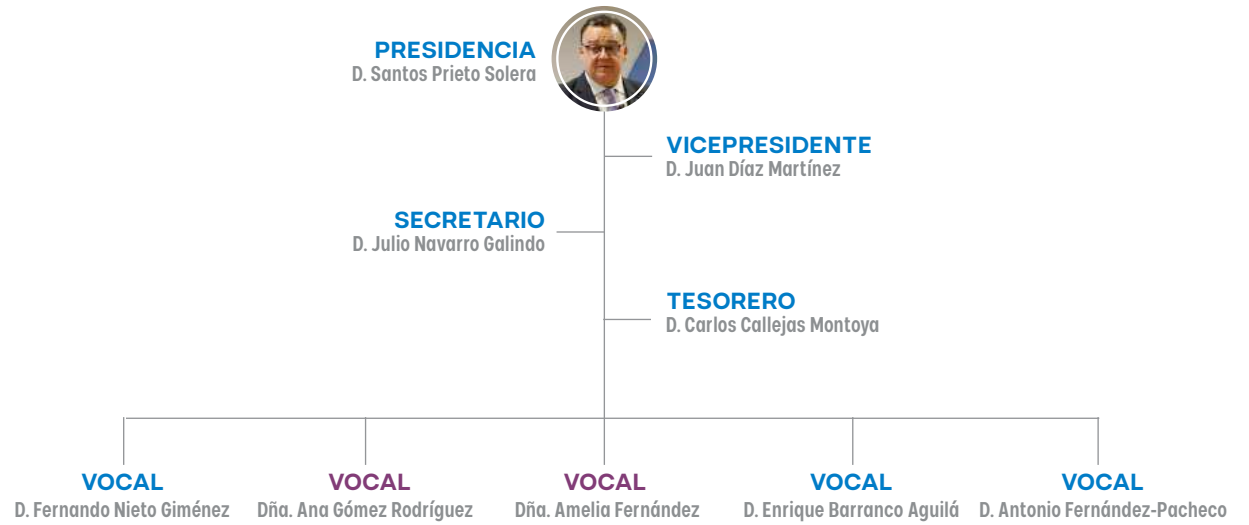 PRESIDENCIA
D. Santos Prieto Solera
VICEPRESIDENTE
D. Juan Díaz Martínez
SECRETARIO
D. Julio Navarro Galindo
TESORERO
D. Carlos Callejas Montoya
VOCAL
D. Fernando Nieto Giménez
VOCAL
Dña. Ana Gómez Rodríguez
VOCAL
Dña. Amelia Fernández
VOCAL
D. Enrique Barranco Aguilá
VOCAL
D. Antonio Fernández-Pacheco